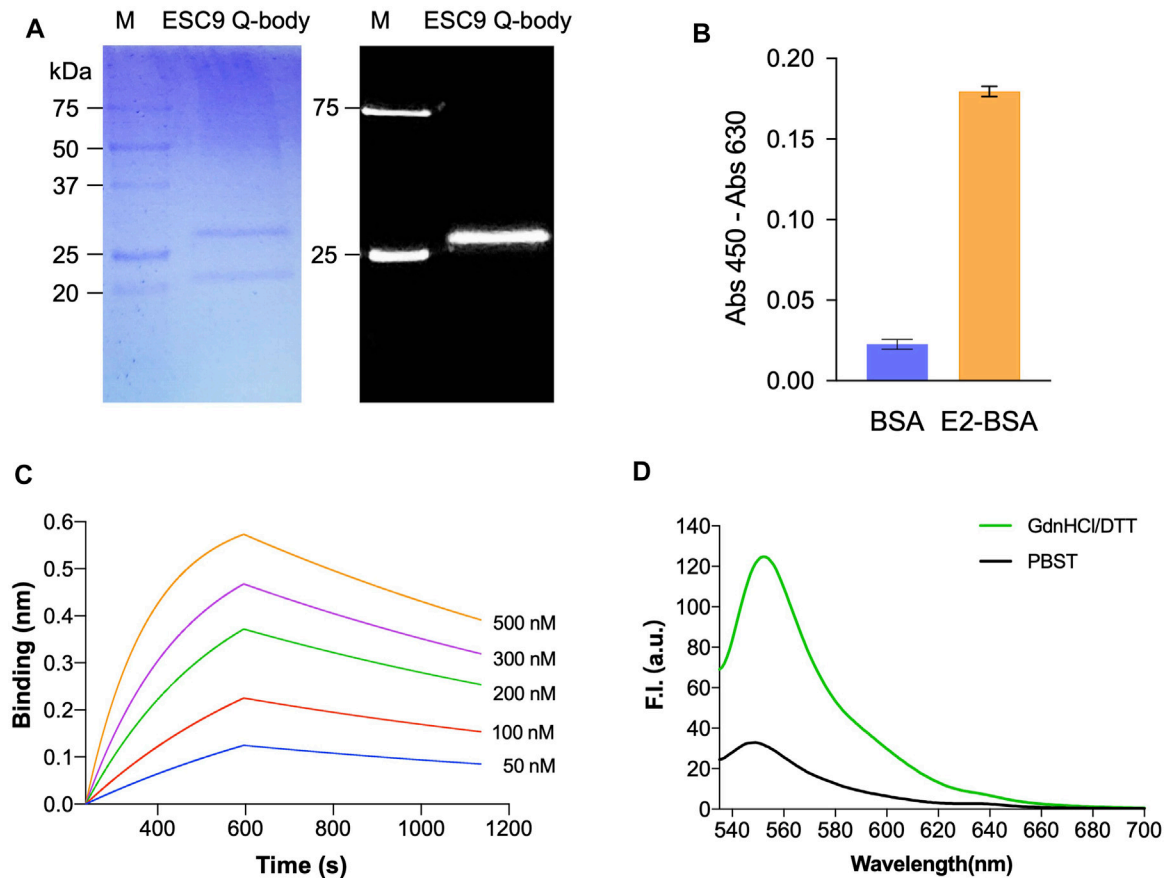 A
M ESC9 Q-body
kDa
75
50
37
25
20
M ESC9 Q-body
75
25
B
Abs 450 - Abs 630
0.20
0.15
0.10
0.05
0.00
BSA E2-BSA
C
Binding (nm)
0.6
0.5
0.4
0.3
0.2
0.1
0.0
500 nM
300 nM
200 nM
100 nM
50 nM
400 600 800 1000 1200
Time (s)
D
GdnHCl/DTT
PBST
F.I. (a.u.)
140
120
100
80
60
40
20
0
540 560 580 600 620 640 660 680 700
Wavelength(nm)